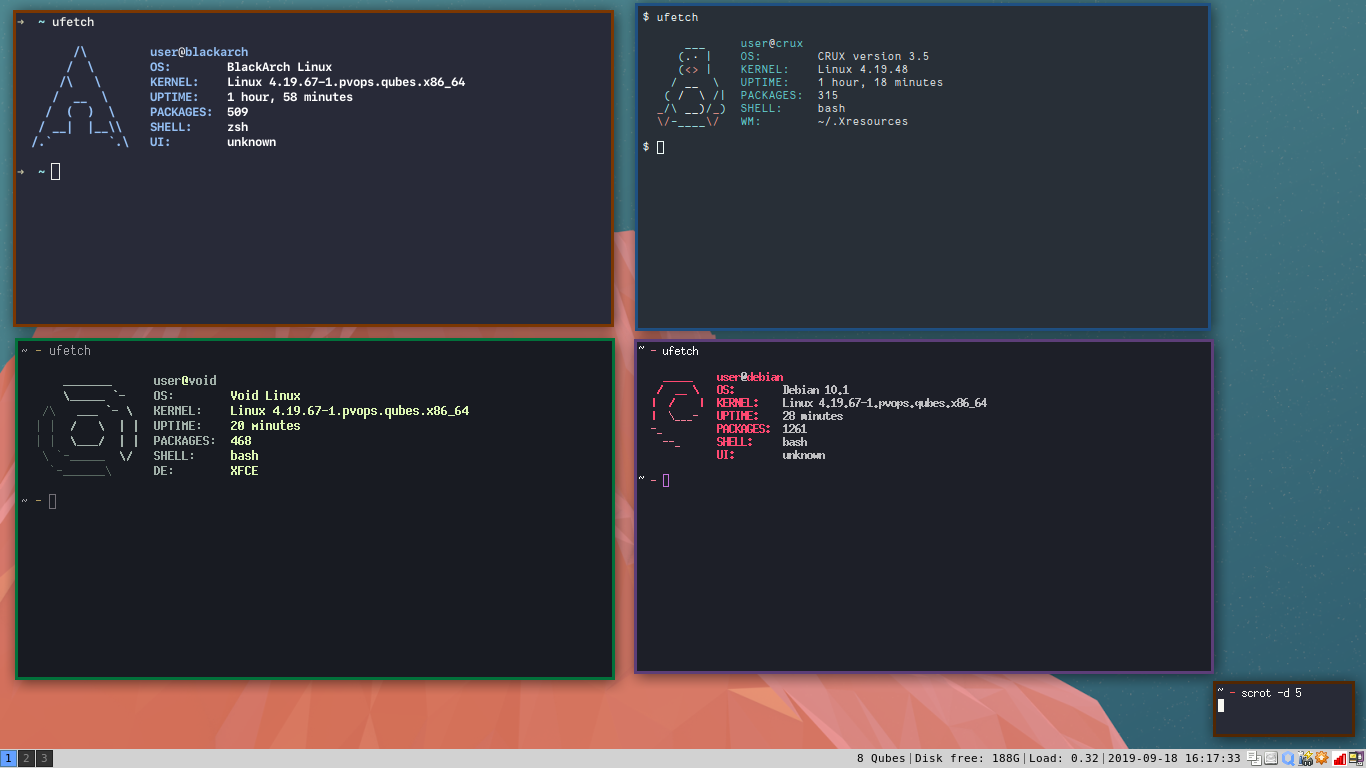 ➜  ~ ufetch
user@blackarch
OS:        BlackArch Linux
KERNEL:    Linux 4.19.67-1.pvops.qubes.x86_64
UPTIME:    1 hour, 58 minutes
PACKAGES:  509
SHELL:     zsh
UI:        unknown
➜  ~
$ ufetch
user@crux
OS:        CRUX version 3.5
KERNEL:    Linux 4.19.48
UPTIME:    1 hour, 18 minutes
PACKAGES:  315
SHELL:     bash
WM:        ~/.Xresources
$
~ - ufetch
user@void
OS:        Void Linux
KERNEL:    Linux 4.19.67-1.pvops.qubes.x86_64
UPTIME:    20 minutes
PACKAGES:  468
SHELL:     bash
DE:        XFCE
~ -
~ - ufetch
user@debian
OS:        Debian 10.1
KERNEL:    Linux 4.19.67-1.pvops.qubes.x86_64
UPTIME:    28 minutes
PACKAGES:  1261
SHELL:     bash
UI:        unknown
~ -
~ - scrot -d 5
1 2 3
8 Qubes|Disk free: 188G|Load: 0.32|2019-09-18 16:17:33